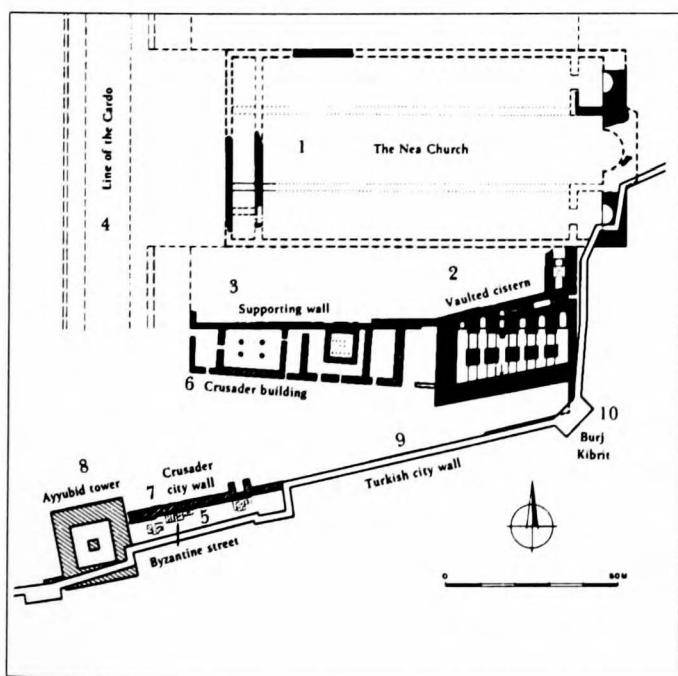 Line of the Cardo
4
1
The Nea Church
3
Supporting wall
2
Vaulted cistern
6 Crusader building
10
Burj
Kibrit
9
Turkish city wall
8
Ayyubid tower
7 Crusader
city wall
5
Byzantine street
0
50M